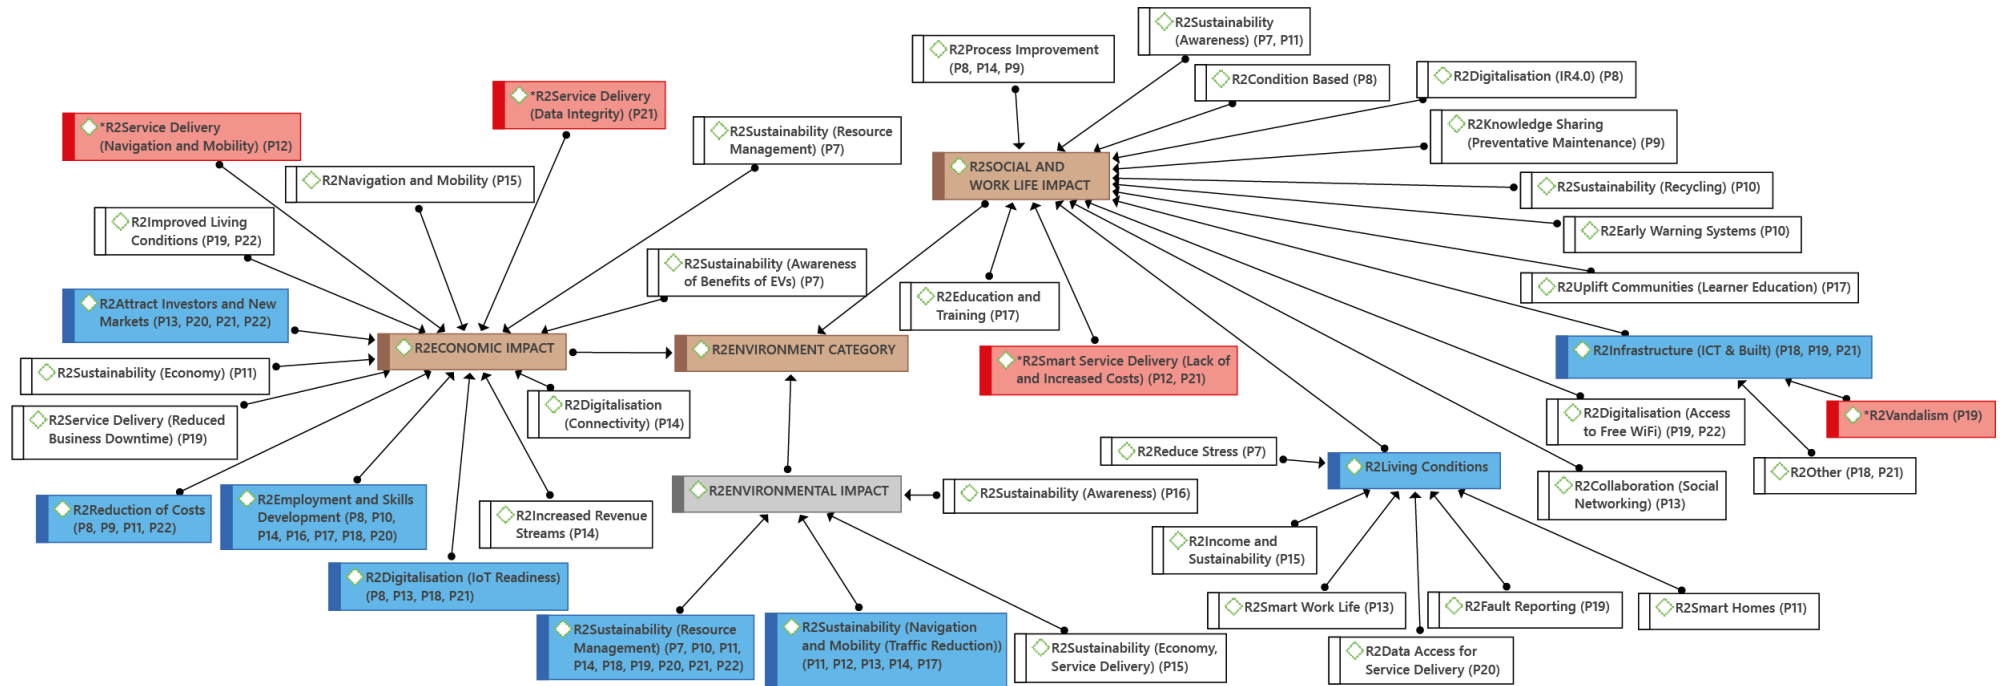 R2Sustainability
(Awareness) (P7, P11)
R2Process Improvement
(P8, P14, P9)
R2Condition Based (P8)
R2Digitalisation (IR4.0) (P8)
*R2Service Delivery
(Data Integrity) (P21)
*R2Service Delivery
(Navigation and Mobility) (P12)
R2Sustainability (Resource
Management) (P7)
R2Knowledge Sharing
(Preventative Maintenance) (P9)
R2SOCIAL AND
WORK LIFE IMPACT
R2Navigation and Mobility (P15)
R2Sustainability (Recycling) (P10)
R2Improved Living
Conditions (P19, P22)
R2Early Warning Systems (P10)
R2Sustainability (Awareness
of Benefits of EVs) (P7)
R2Education and
Training (P17)
R2Uplift Communities (Learner Education) (P17)
R2Attract Investors and New
Markets (P13, P20, P21, P22)
R2ECONOMIC IMPACT
R2ENVIRONMENT CATEGORY
*R2Smart Service Delivery (Lack of
and Increased Costs) (P12, P21)
R2Infrastructure (ICT & Built) (P18, P19, P21)
R2Sustainability (Economy) (P11)
R2Digitalisation
(Connectivity) (P14)
R2Service Delivery (Reduced
Business Downtime) (P19)
R2Digitalisation (Access
to Free WiFi) (P19, P22)
*R2Vandalism (P19)
R2Reduce Stress (P7)
R2Living Conditions
R2Other (P18, P21)
R2Collaboration (Social
Networking) (P13)
R2ENVIRONMENTAL IMPACT
R2Sustainability (Awareness) (P16)
R2Reduction of Costs
(P8, P9, P11, P22)
R2Employment and Skills
Development (P8, P10,
P14, P16, P17, P18, P20)
R2Increased Revenue
Streams (P14)
R2Income and
Sustainability (P15)
R2Digitalisation (IoT Readiness)
(P8, P13, P18, P21)
R2Smart Work Life (P13)
R2Fault Reporting (P19)
R2Smart Homes (P11)
R2Sustainability (Resource
Management) (P7, P10, P11,
P14, P18, P19, P20, P21, P22)
R2Sustainability (Navigation
and Mobility (Traffic Reduction))
(P11, P12, P13, P14, P17)
R2Sustainability (Economy,
Service Delivery) (P15)
R2Data Access for
Service Delivery (P20)